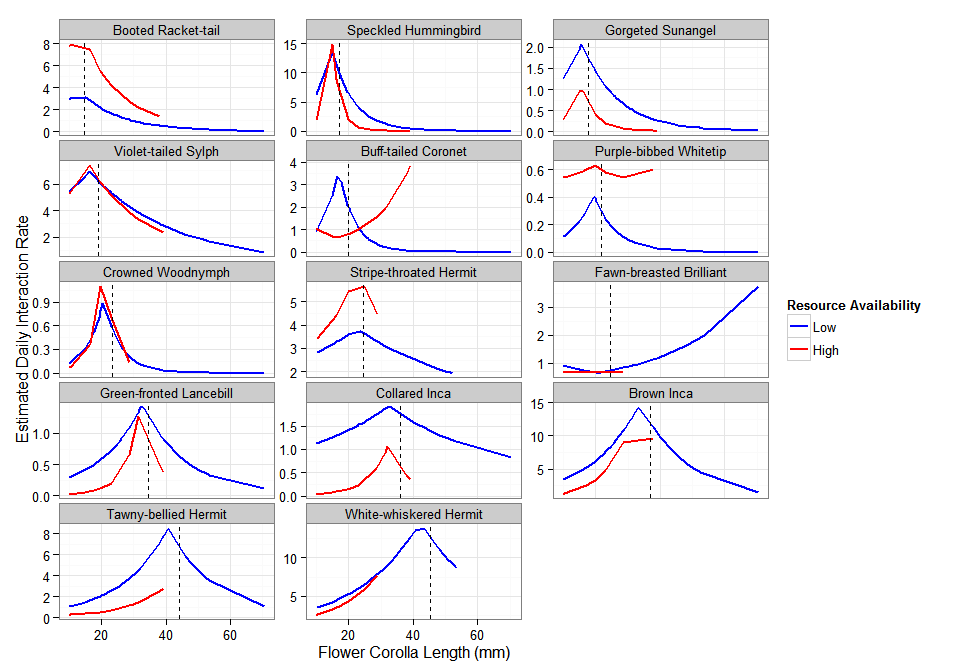 Booted Racket-tail
Speckled Hummingbird
Gorgeted Sunangel
8
6
4
2
0
15
10
5
0
2.0
1.5
1.0
0.5
0.0
Violet-tailed Sylph
Buff-tailed Coronet
Purple-bibbed Whitetip
6
4
2
4
3
2
1
0
0.6
0.4
0.2
0.0
Crowned Woodnymph
Stripe-throated Hermit
Fawn-breasted Brilliant
0.9
0.6
0.3
0.0
5
4
3
2
3
2
1
Green-fronted Lancebill
Collared Inca
Brown Inca
1.0
0.5
0.0
1.5
1.0
0.5
0.0
15
10
5
Tawny-bellied Hermit
White-whiskered Hermit
8
6
4
2
0
10
5
20 40 60
20 40 60
Flower Corolla Length (mm)
Estimated Daily Interaction Rate
Resource Availability
Low
High